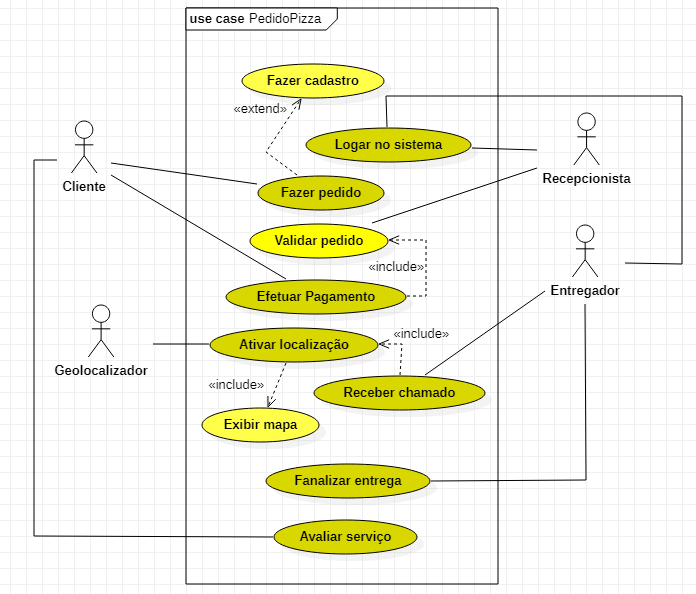 use case PedidoPizza
Fazer cadastro
«extend»
Logar no sistema
Cliente
Recepcionista
Fazer pedido
Validar pedido
«include»
Efetuar Pagamento
Entregador
Ativar localização
«include»
Geolocalizador
«include»
Receber chamado
Exibir mapa
Fanalizar entrega
Avaliar serviço